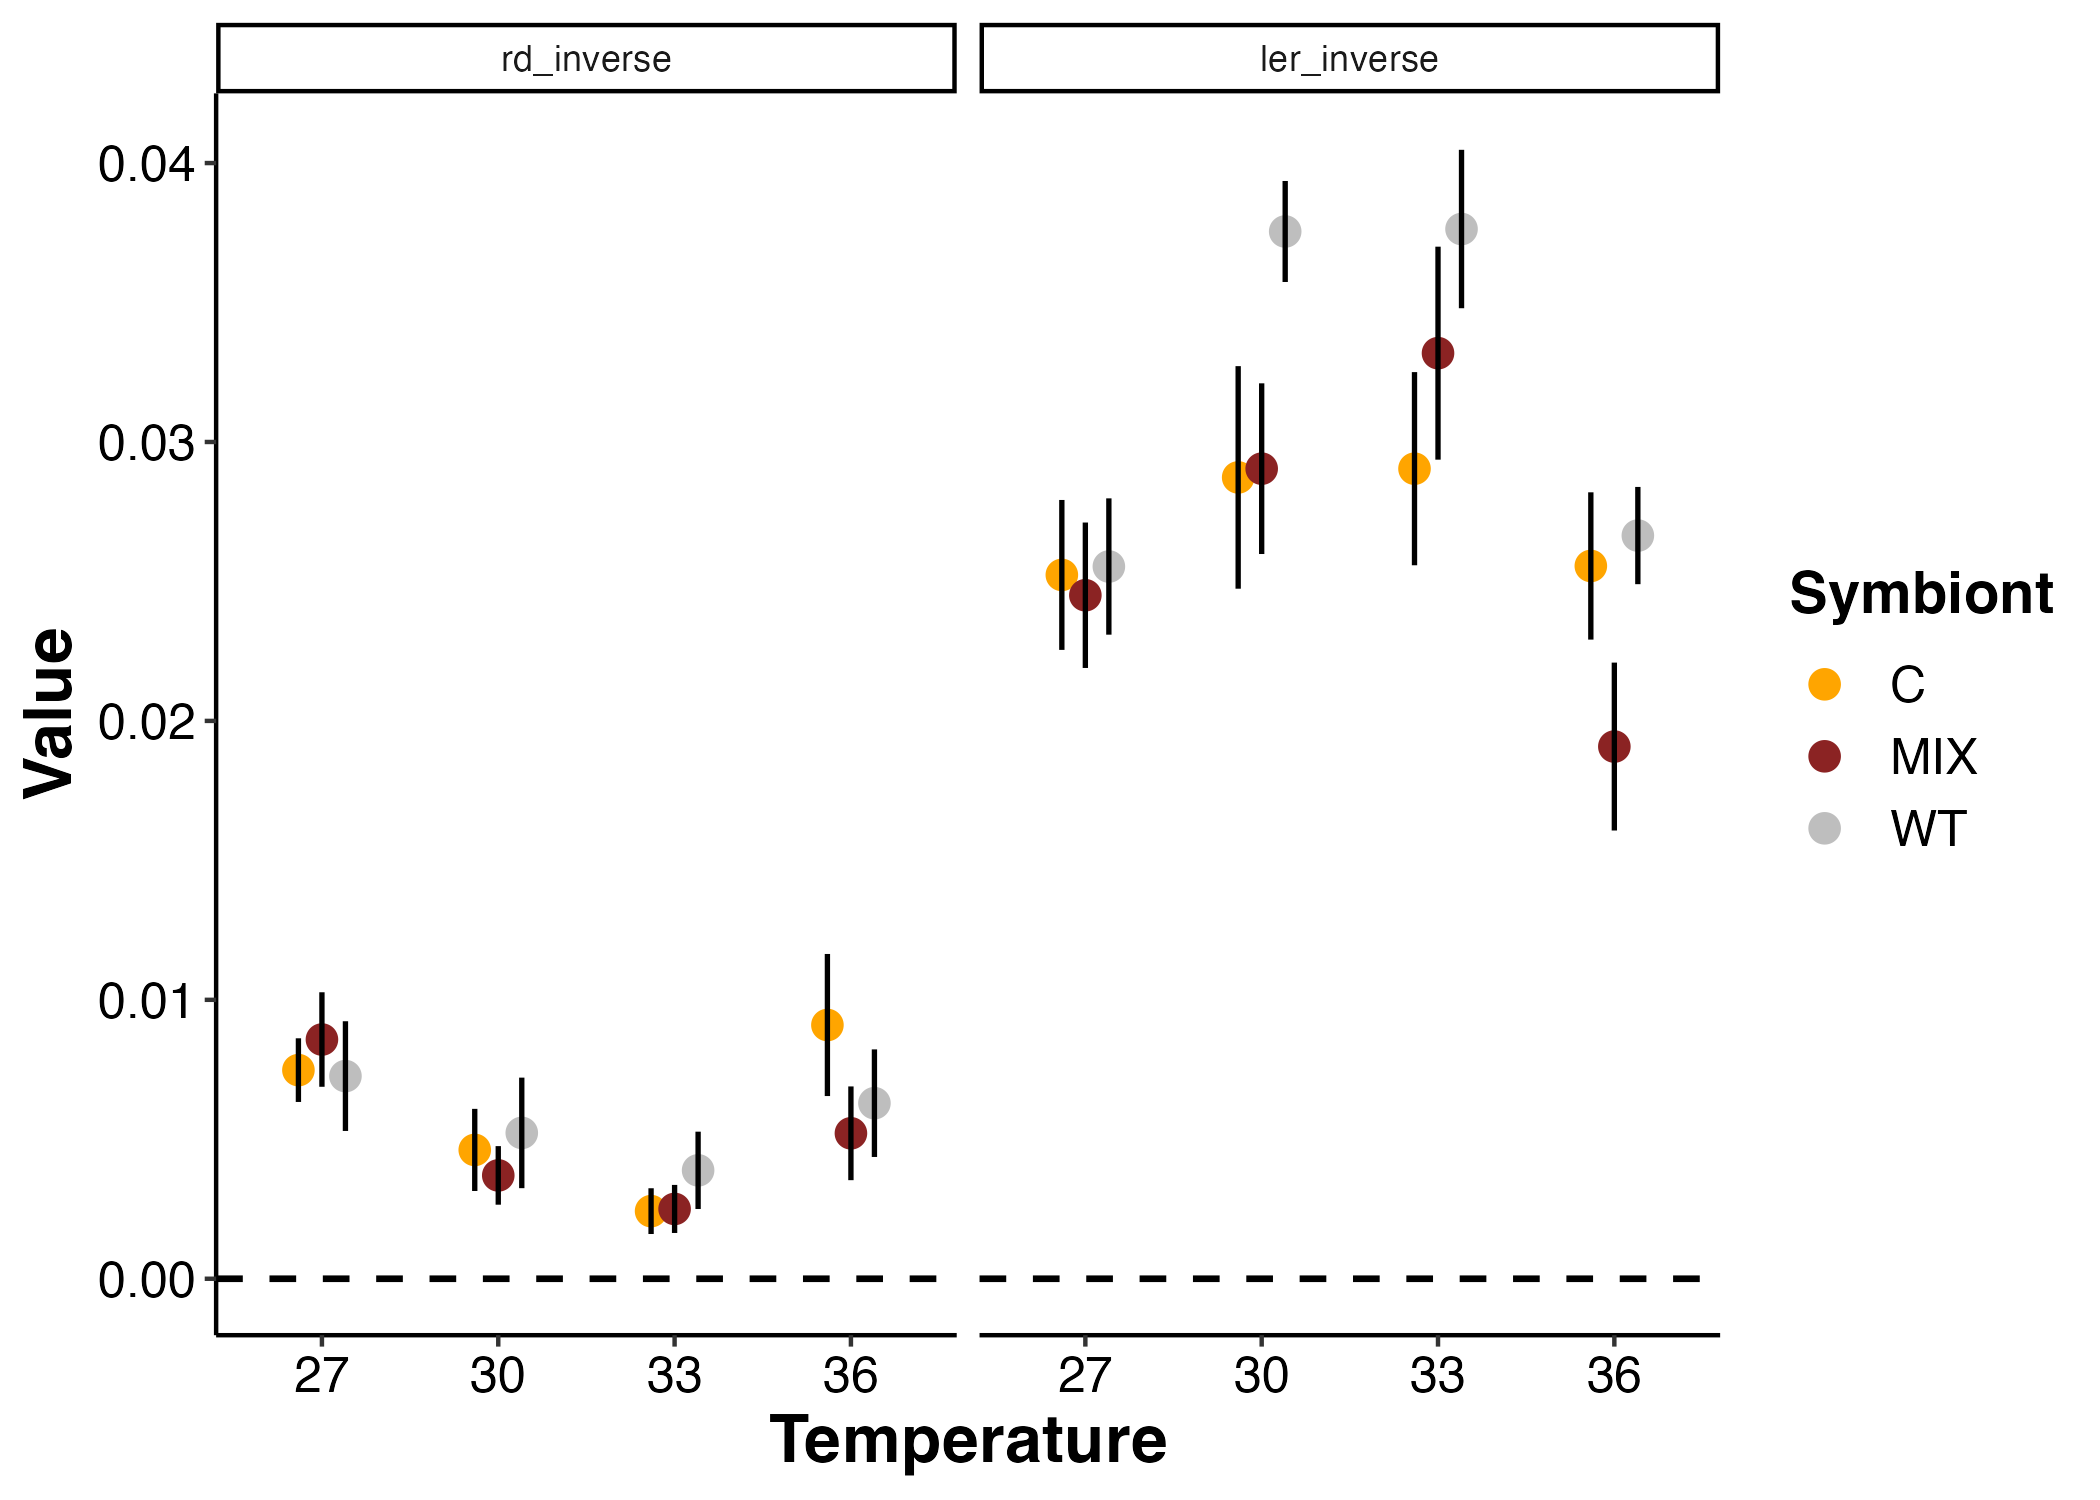 rd_inverse ler_inverse
0.04
0.03
0.02
0.01
0.00
Value
27 30 33 36 27 30 33 36
Temperature
Symbiont
C
MIX
WT